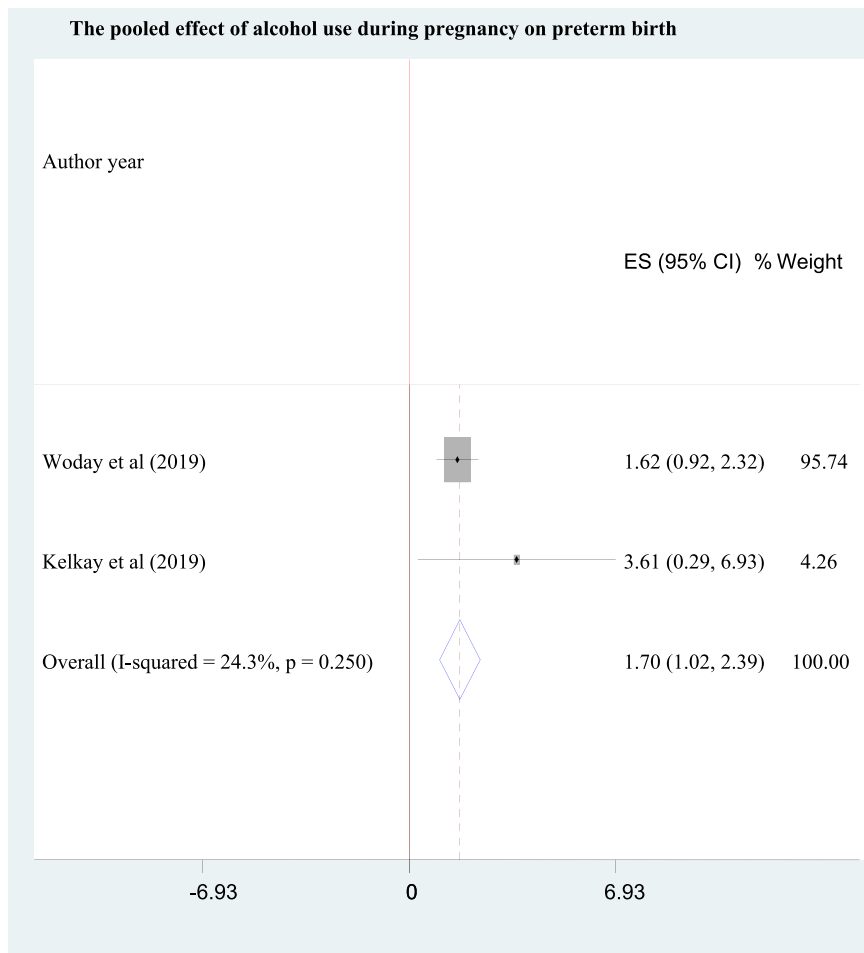 The pooled effect of alcohol use during pregnancy on preterm birth
Author year
ES (95% CI) % Weight
Woday et al (2019) 1.62 (0.92, 2.32) 95.74
Kelkay et al (2019) 3.61 (0.29, 6.93) 4.26
Overall (I-squared = 24.3%, p = 0.250) 1.70 (1.02, 2.39) 100.00
-6.93 0 6.93